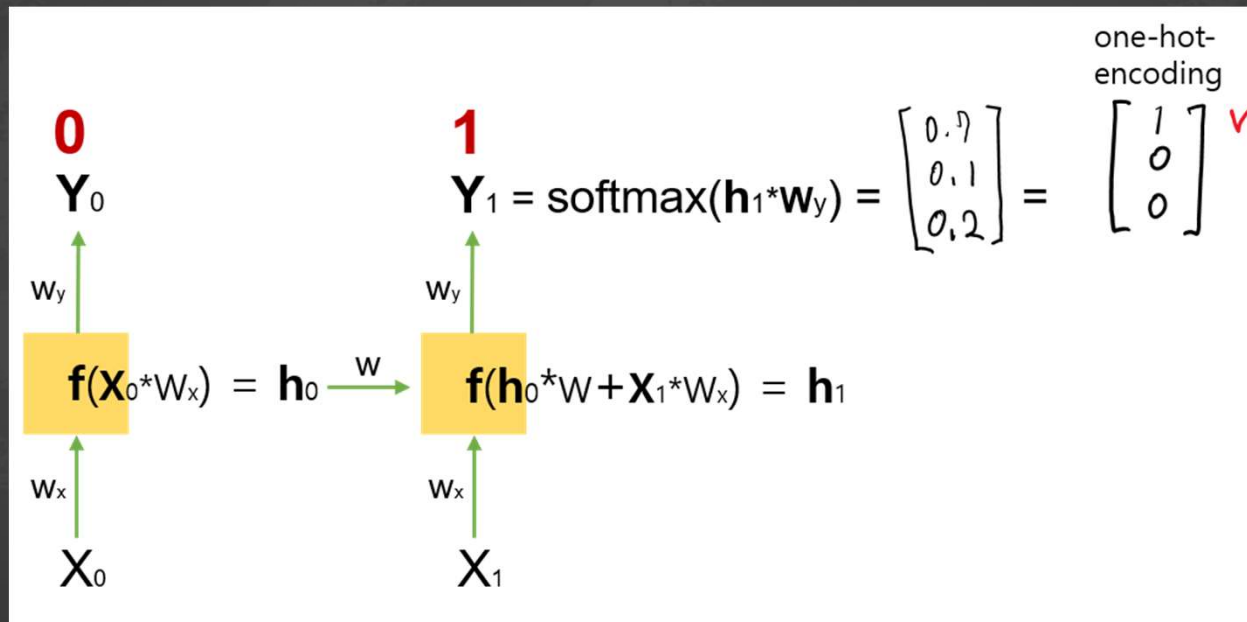 one-hot-
encoding
0
1
Y0
Y1 = softmax(h1*wy) =
0.7
0.1
0.2
=
1
0
0
wy
wy
f(x0*wx) = h0
w
f(h0*w+x1*wx) = h1
wx
wx
X0
X1